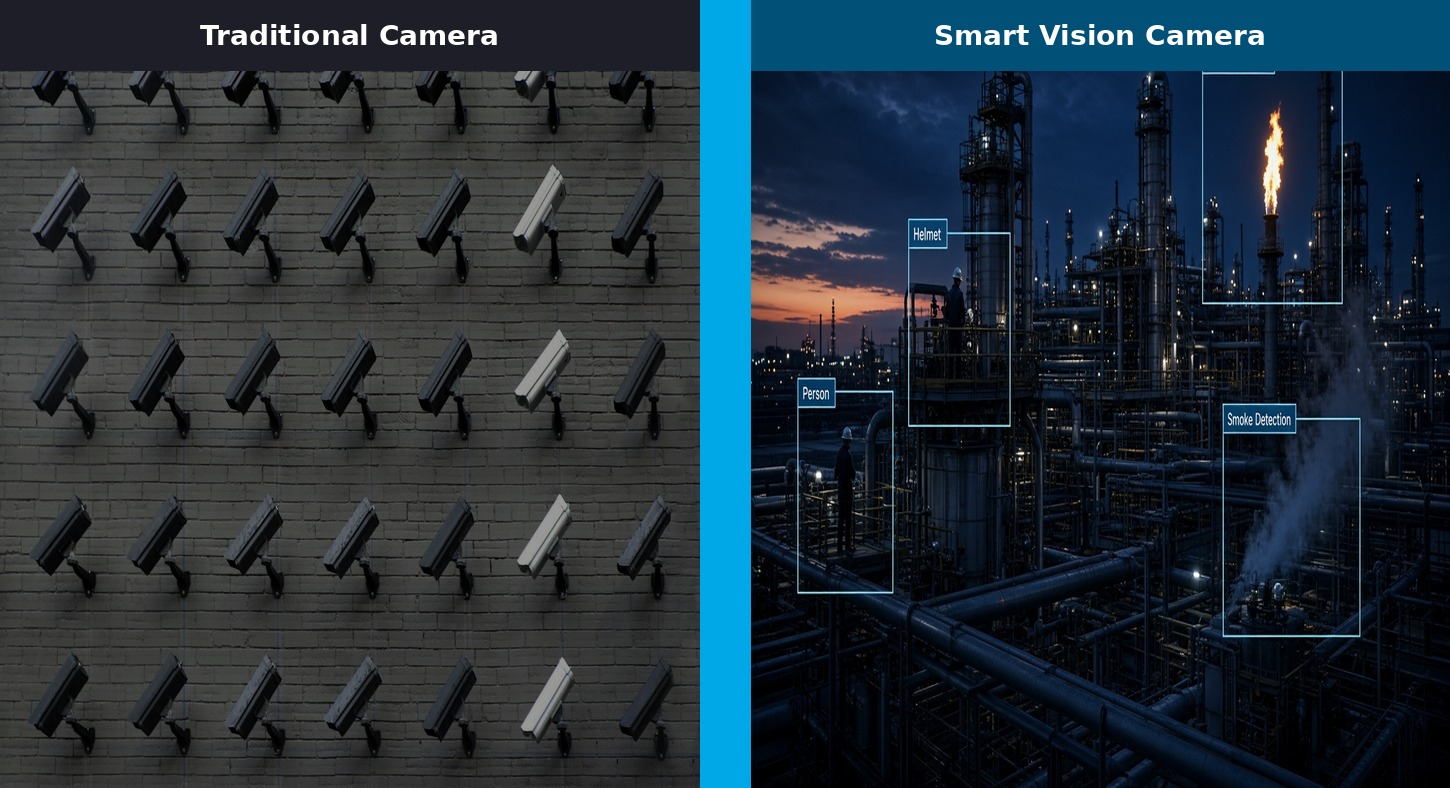 Traditional Camera
Smart Vision Camera
Helmet
Person
Smoke Detection